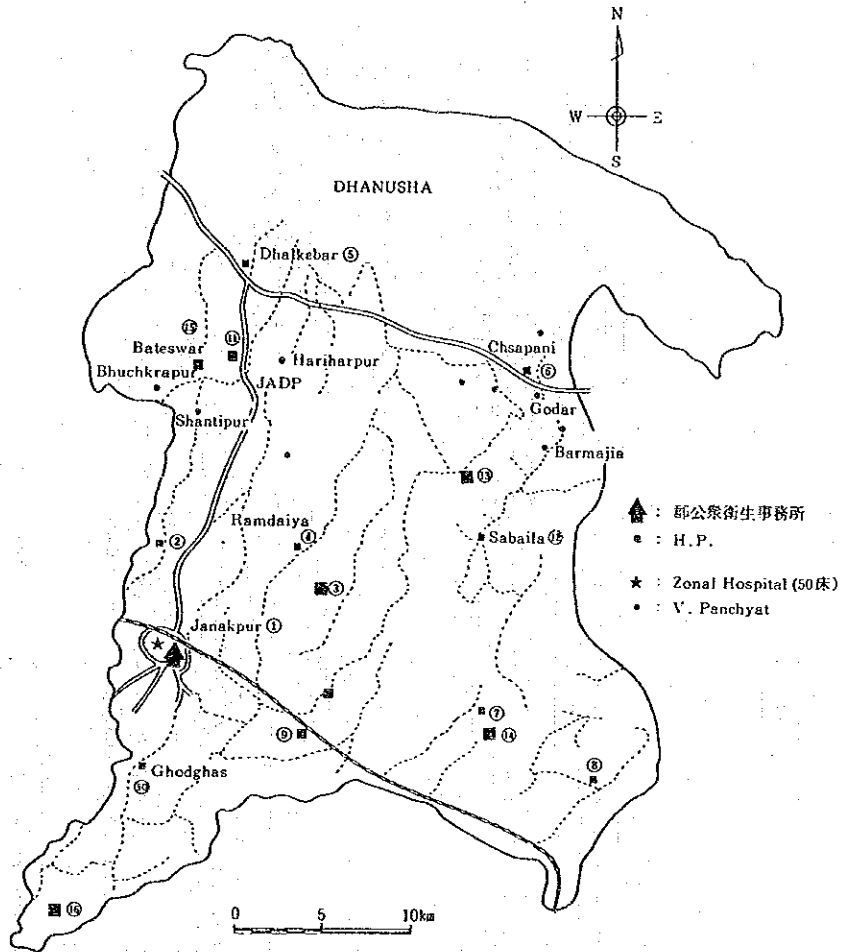 N
W E
S
DHANUSHA
Dhalkebar ⑤
⑮
⑪
Chsapani
Bateswar
Hariharpur
⑥
Bhuchkrapur
JADP
Godar
Shantipur
Barmajia
⑬
: 郡公衆衛生事務所
Ramdaiya
④
Sabaila
: H.P.
②
③
: Zonal Hospital (50床)
: V. Panchyat
Janakpur ①
⑦
⑨
⑭
Ghodghas
⑧
⑩
⑯
0 5 10km